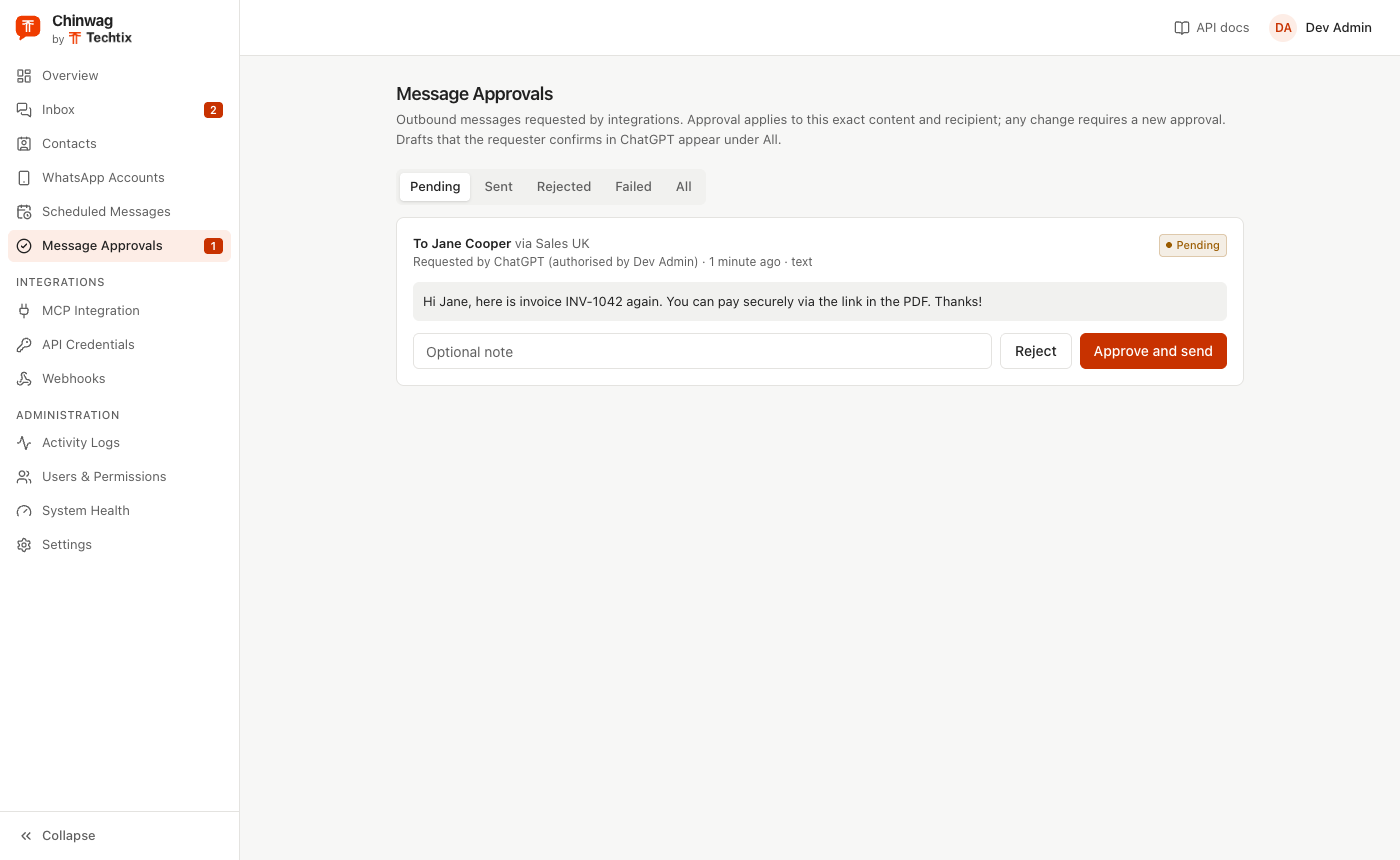 Chinwag
by Techtix
Overview
Inbox 2
Contacts
WhatsApp Accounts
Scheduled Messages
Message Approvals 1
INTEGRATIONS
MCP Integration
API Credentials
Webhooks
ADMINISTRATION
Activity Logs
Users & Permissions
System Health
Settings
Collapse
API docs DA Dev Admin
Message Approvals
Outbound messages requested by integrations. Approval applies to this exact content and recipient; any change requires a new approval.
Drafts that the requester confirms in ChatGPT appear under All.
Pending Sent Rejected Failed All
To Jane Cooper via Sales UK Pending
Requested by ChatGPT (authorised by Dev Admin) · 1 minute ago · text
Hi Jane, here is invoice INV-1042 again. You can pay securely via the link in the PDF. Thanks!
Optional note Reject Approve and send